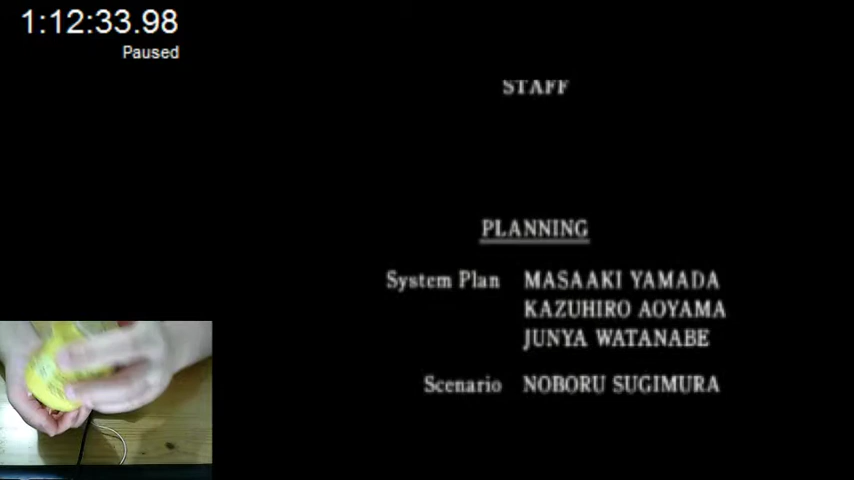 1:12:33.98
Paused
STAFF
PLANNING
System Plan MASAAKI YAMADA
KAZUHIRO AOYAMA
JUNYA WATANABE
Scenario NOBORU SUGIMURA